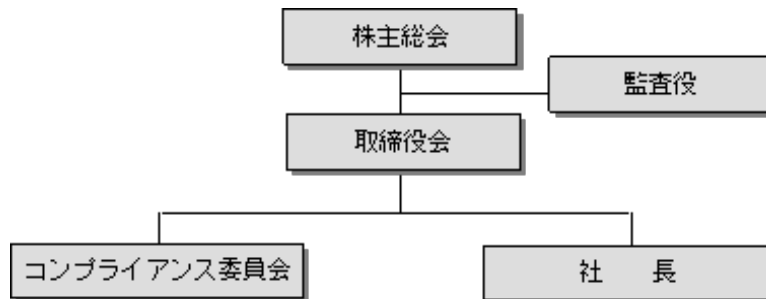 株主総会
監査役
取締役会
コンプライアンス委員会
社　　長